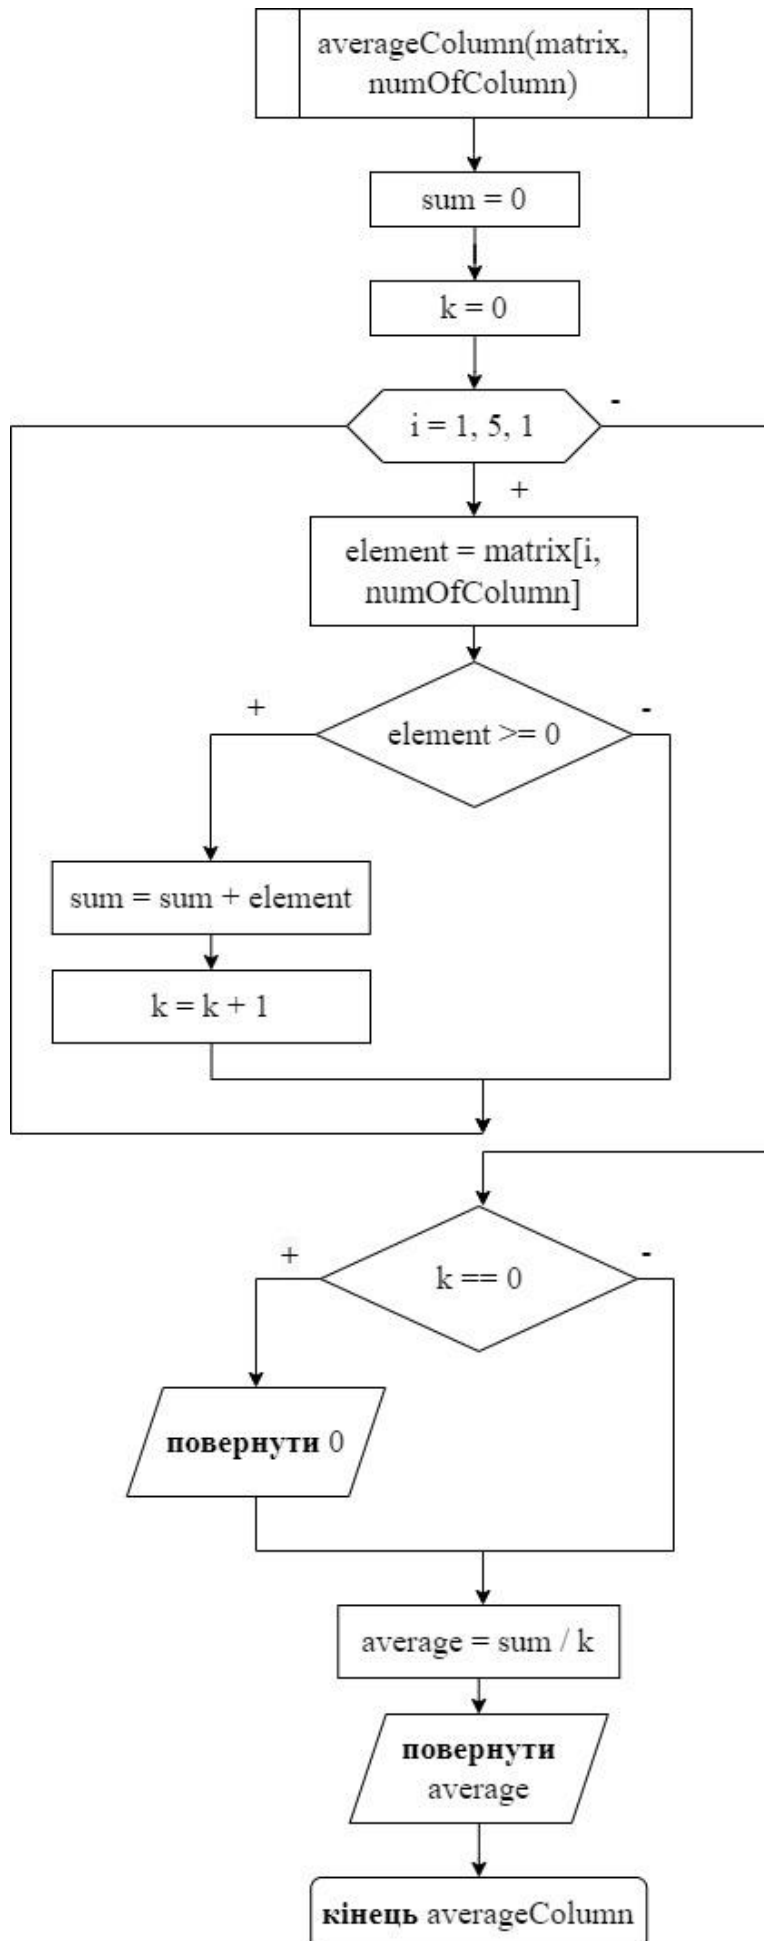 averageColumn(matrix,
numOfColumn)
sum = 0
k = 0
i = 1, 5, 1
-
+
element = matrix[i,
numOfColumn]
+
-
element >= 0
sum = sum + element
k = k + 1
+
-
k == 0
повернути 0
average = sum / k
повернути
average
кінець averageColumn